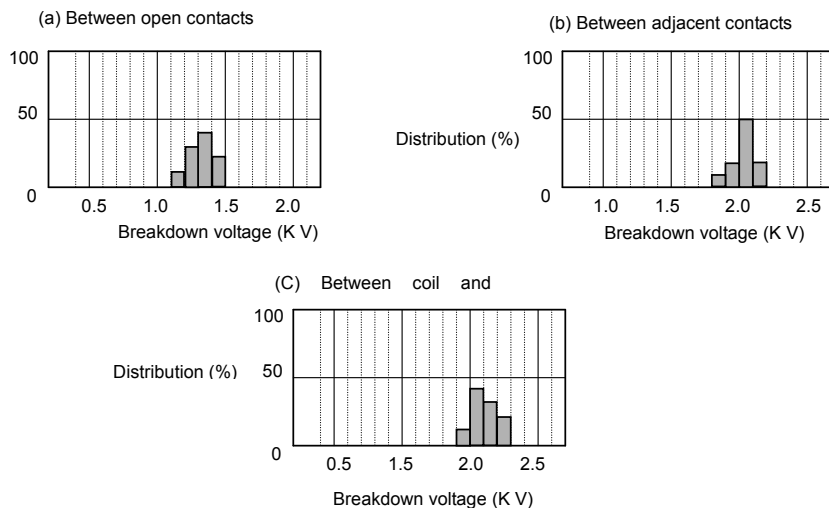 (a) Between open contacts
100
50
0
0.5 1.0 1.5 2.0
Breakdown voltage (K V)
(b) Between adjacent contacts
100
Distribution (%)
50
0
1.0 1.5 2.0 2.5
Breakdown voltage (K V)
(C) Between coil and
100
Distribution (%)
50
0
0.5 1.5 2.0 2.5
Breakdown voltage (K V)